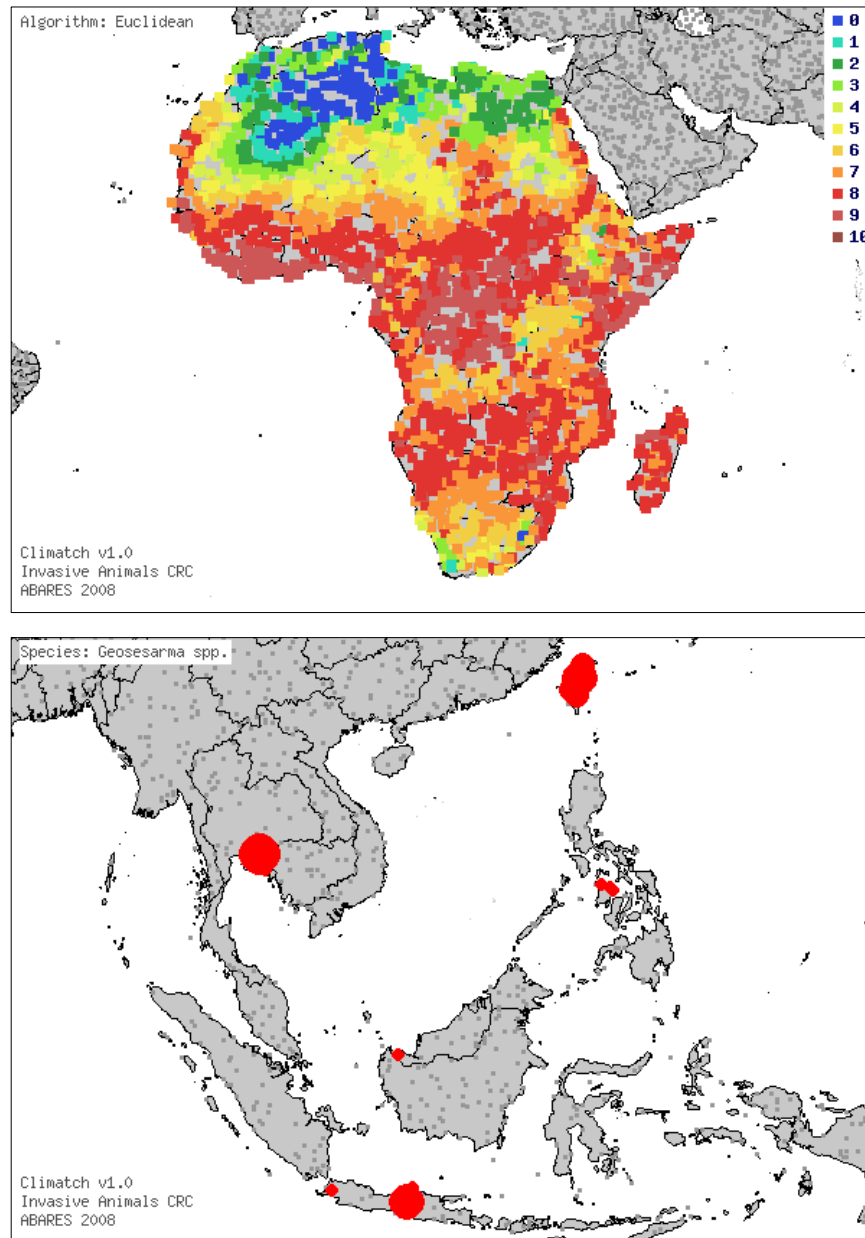 Algorithm: Euclidean
0
1
2
3
4
5
6
7
8
9
10
Climatch v1.0
Invasive Animals CRC
ABARES 2008
Species: Geosesarma spp.
Climatch v1.0
Invasive Animals CRC
ABARES 2008